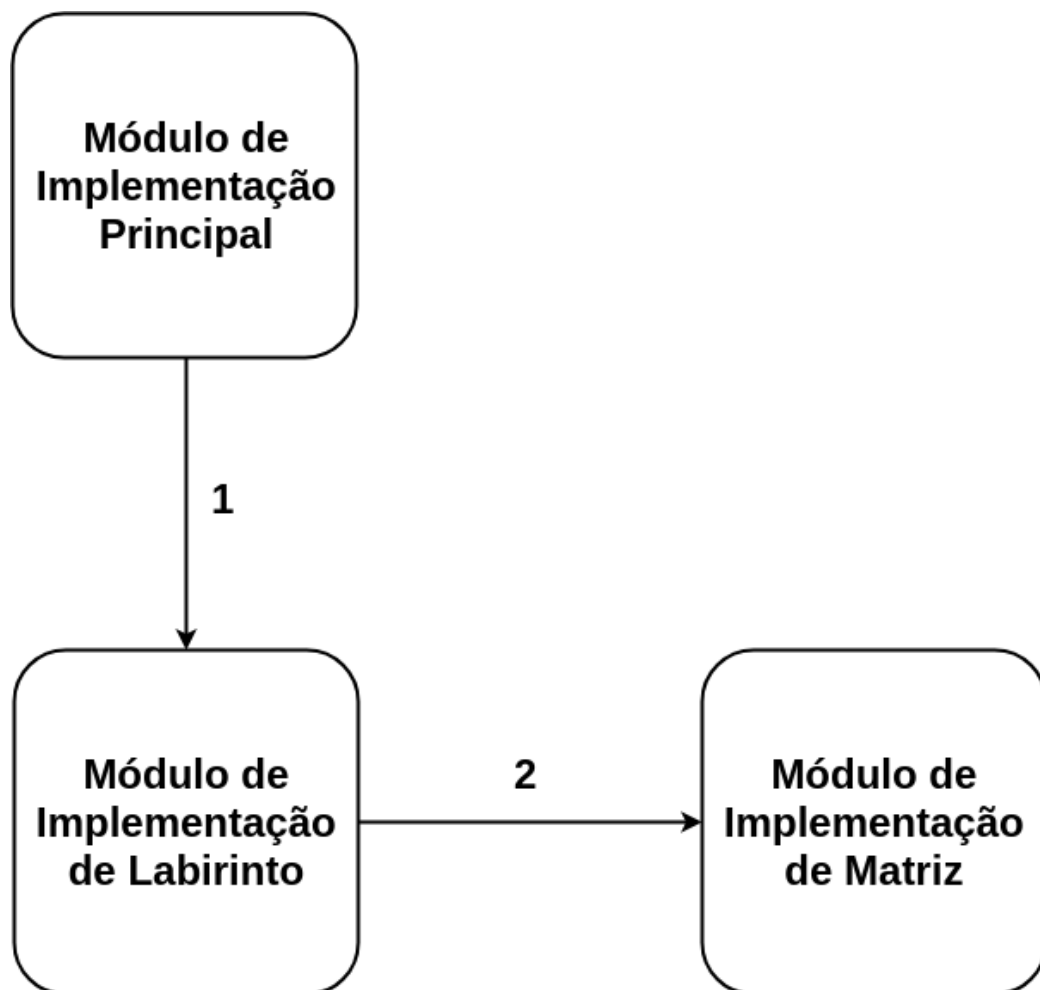 Módulo de
Implementação
Principal
1
Módulo de
Implementação
de Labirinto
2
Módulo de
Implementação
de Matriz